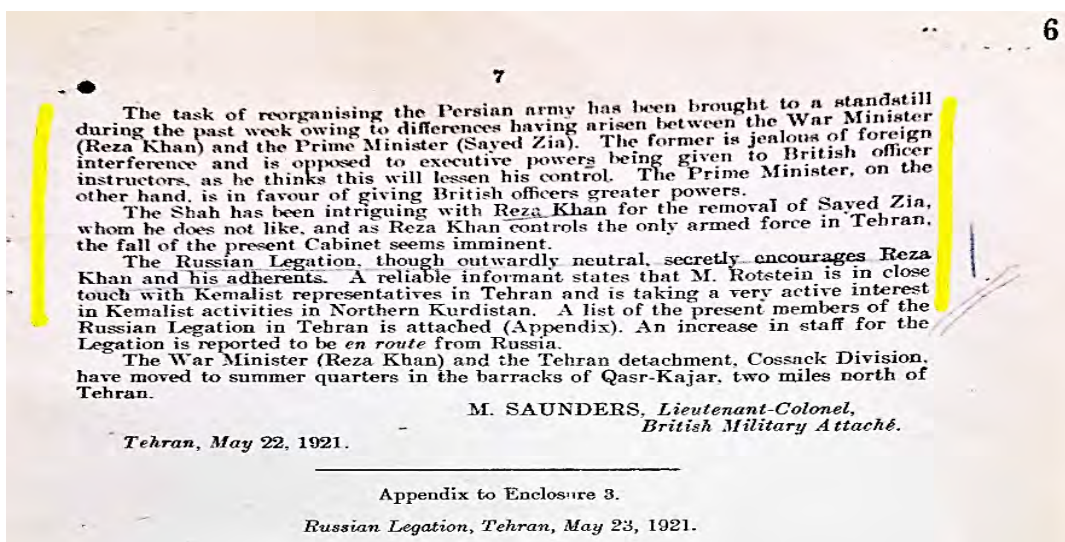 6
7
The task of reorganising the Persian army has been brought to a standstill
during the past week owing to differences having arisen between the War Minister
(Reza Khan) and the Prime Minister (Sayed Zia). The former is jealous of foreign
interference and is opposed to executive powers being given to British officer
instructors, as he thinks this will lessen his control. The Prime Minister, on the
other hand, is in favour of giving British officers greater powers.
The Shah has been intriguing with Reza Khan for the removal of Sayed Zia,
whom he does not like, and as Reza Khan controls the only armed force in Tehran,
the fall of the present Cabinet seems imminent.
The Russian Legation, though outwardly neutral, secretly encourages Reza
Khan and his adherents. A reliable informant states that M. Rotstein is in close
touch with Kemalist representatives in Tehran and is taking a very active interest
in Kemalist activities in Northern Kurdistan. A list of the present members of the
Russian Legation in Tehran is attached (Appendix). An increase in staff for the
Legation is reported to be en route from Russia.
The War Minister (Reza Khan) and the Tehran detachment, Cossack Division,
have moved to summer quarters in the barracks of Qasr-Kajar, two miles north of
Tehran.
M. SAUNDERS, Lieutenant-Colonel,
British Military Attaché.
Tehran, May 22, 1921.
Appendix to Enclosure 3.
Russian Legation, Tehran, May 23, 1921.